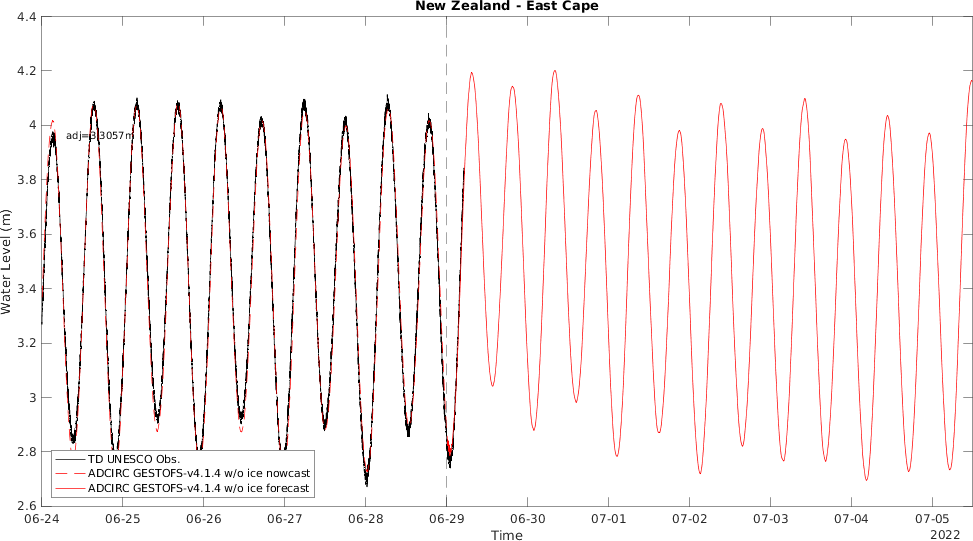 New Zealand - East Cape
4.4
4.2
4
3.8
3.6
3.4
3.2
3
2.8
2.6
Water Level (m)
adj=3.3057m
TD UNESCO Obs.
ADCIRC GESTOFS-v4.1.4 w/o ice nowcast
ADCIRC GESTOFS-v4.1.4 w/o ice forecast
06-24 06-25 06-26 06-27 06-28 06-29 06-30 07-01 07-02 07-03 07-04 07-05
Time
2022